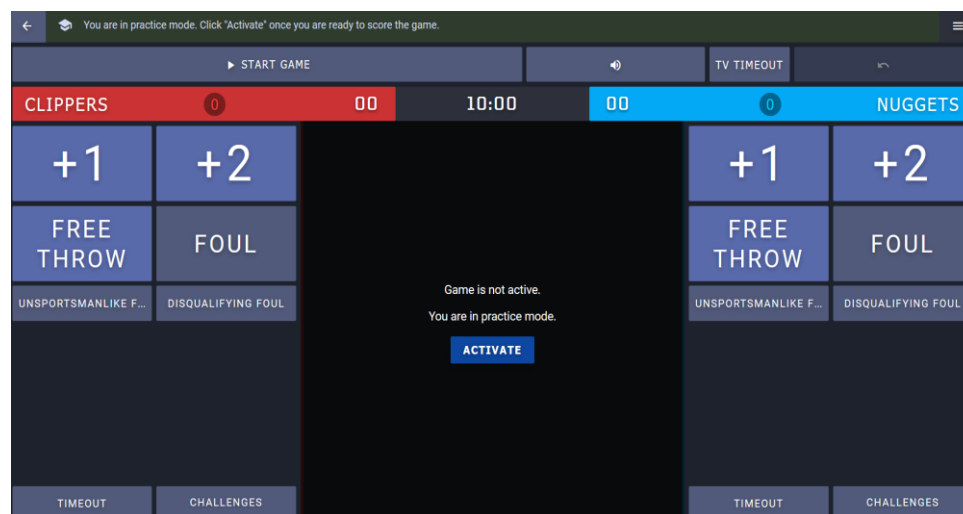 You are in practice mode. Click "Activate" once you are ready to score the game.
START GAME
TV TIMEOUT
CLIPPERS 0 00 10:00 00 0 NUGGETS
+1 +2 +1 +2
FREE THROW FOUL FREE THROW FOUL
UNSPORTSMANLIKE F... DISQUALIFYING FOUL UNSPORTSMANLIKE F... DISQUALIFYING FOUL
Game is not active.
You are in practice mode.
ACTIVATE
TIMEOUT CHALLENGES TIMEOUT CHALLENGES